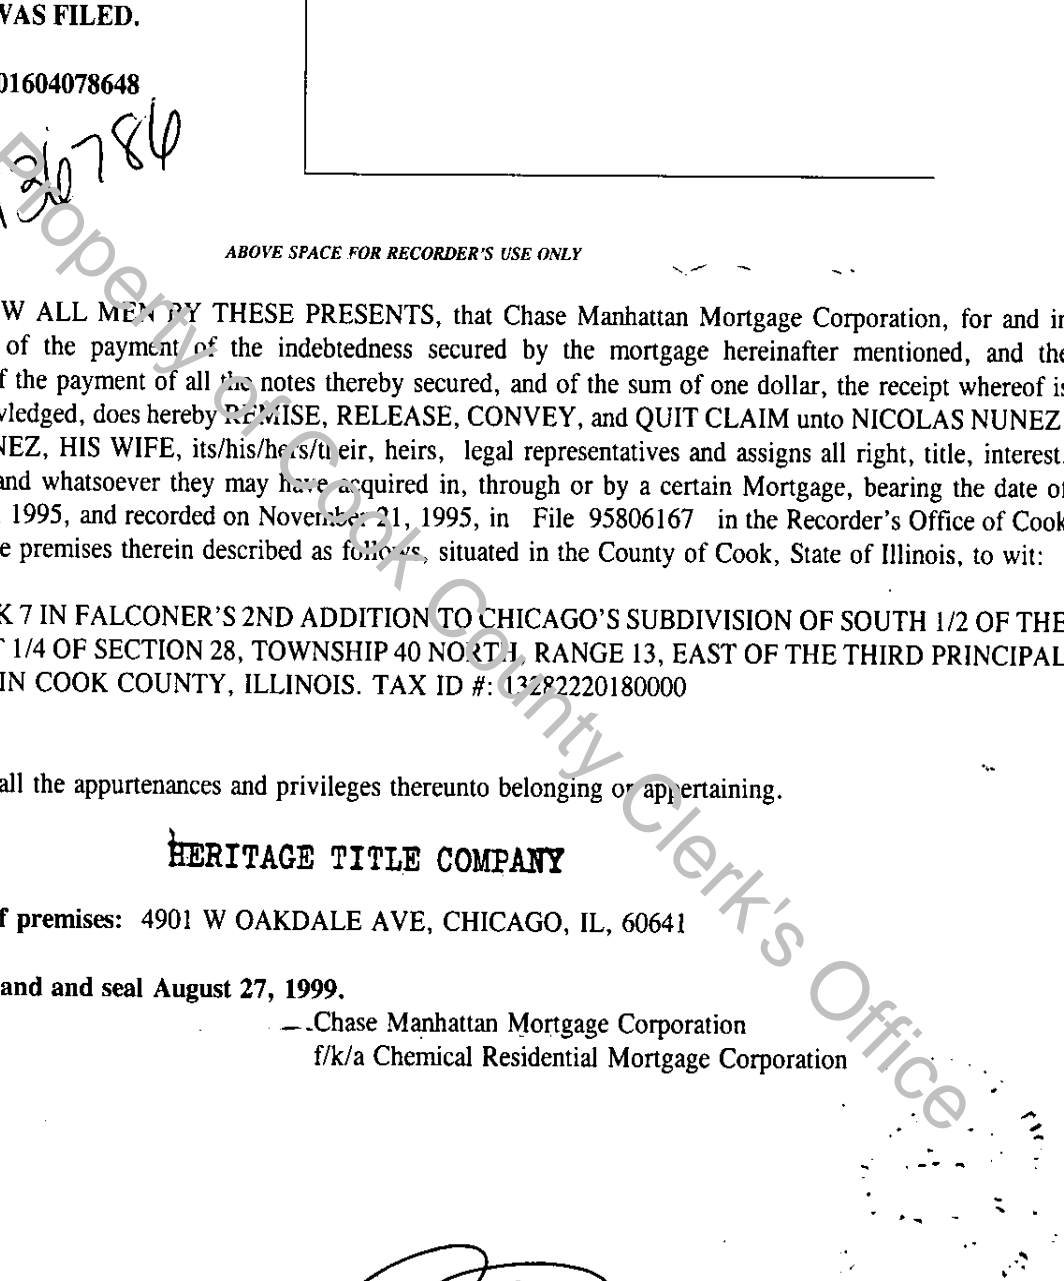 WAS FILED.
01604078648
26786
ABOVE SPACE FOR RECORDER'S USE ONLY
W ALL MEN BY THESE PRESENTS, that Chase Manhattan Mortgage Corporation, for and in
of the payment of the indebtedness secured by the mortgage hereinafter mentioned, and the
f the payment of all the notes thereby secured, and of the sum of one dollar, the receipt whereof is
wledged, does hereby REMISE, RELEASE, CONVEY, and QUIT CLAIM unto NICOLAS NUNEZ
NEZ, HIS WIFE, its/his/hers/their, heirs, legal representatives and assigns all right, title, interest,
and whatsoever they may have acquired in, through or by a certain Mortgage, bearing the date of
1995, and recorded on November 21, 1995, in File 95806167 in the Recorder's Office of Cook
e premises therein described as follows, situated in the County of Cook, State of Illinois, to wit:
K 7 IN FALCONER'S 2ND ADDITION TO CHICAGO'S SUBDIVISION OF SOUTH 1/2 OF THE
T 1/4 OF SECTION 28, TOWNSHIP 40 NORTH, RANGE 13, EAST OF THE THIRD PRINCIPAL
IN COOK COUNTY, ILLINOIS. TAX ID #: 13282220180000
all the appurtenances and privileges thereunto belonging or appertaining.
HERITAGE TITLE COMPANY
f premises: 4901 W OAKDALE AVE, CHICAGO, IL, 60641
and and seal August 27, 1999.
Chase Manhattan Mortgage Corporation
f/k/a Chemical Residential Mortgage Corporation
Property of Cook County Clerk's Office